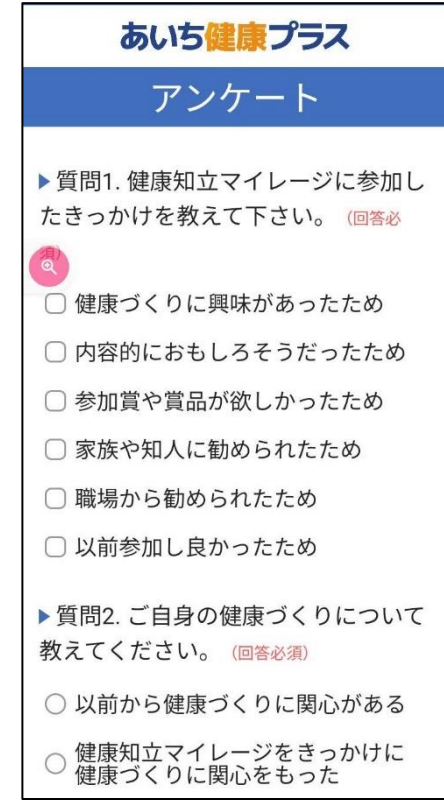 あいち健康プラス
アンケート
▶質問1. 健康知立マイレージに参加し
たきっかけを教えて下さい。 (回答必
須)
健康づくりに興味があったため
内容的におもしろそうだったため
参加賞や賞品が欲しかったため
家族や知人に勧められたため
職場から勧められたため
以前参加し良かったため
▶質問2. ご自身の健康づくりについて
教えてください。 (回答必須)
以前から健康づくりに関心がある
健康知立マイレージをきっかけに
健康づくりに関心をもった